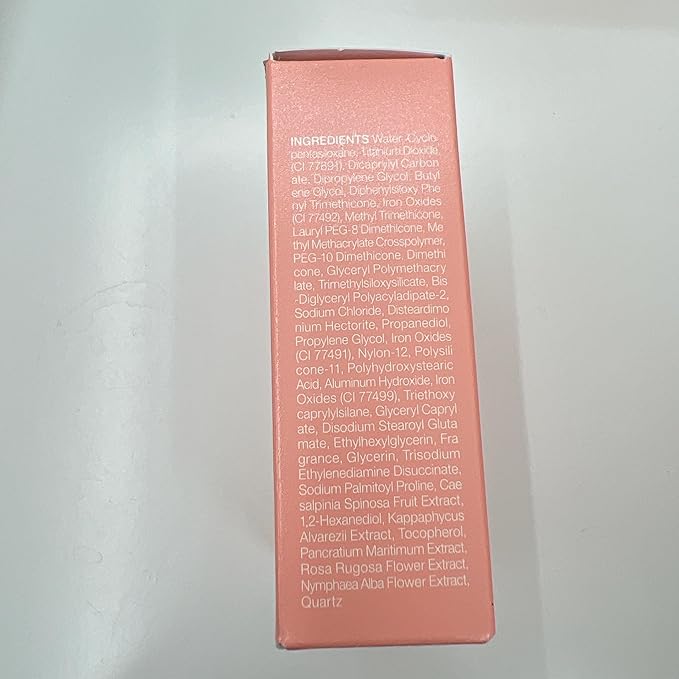 INGREDIENTS Water, Cyclo
pentasiloxane, Titanium Dioxide
(CI 77891), Dicaprylyl Carbon
ate, Dipropylene Glycol, Butyl
ene Glycol, Diphenylsiloxy Phe
nyl Trimethicone, Iron Oxides
(CI 77492), Methyl Trimethicone,
Lauryl PEG-8 Dimethicone, Me
thyl Methacrylate Crosspolymer,
PEG-10 Dimethicone, Dimethi
cone, Glyceryl Polymethacry
late, Trimethylsiloxysilicate, Bis
-Diglyceryl Polyacyladipate-2,
Sodium Chloride, Disteardimo
nium Hectorite, Propanediol,
Propylene Glycol, Iron Oxides
(CI 77491), Nylon-12, Polysili
cone-11, Polyhydroxystearic
Acid, Aluminum Hydroxide, Iron
Oxides (CI 77499), Triethoxy
caprylylsilane, Glyceryl Capryl
ate, Disodium Stearoyl Gluta
mate, Ethylhexylglycerin, Fra
grance, Glycerin, Trisodium
Ethylenediamine Disuccinate,
Sodium Palmitoyl Proline, Cae
salpinia Spinosa Fruit Extract,
1,2-Hexanediol, Kappaphycus
Alvarezii Extract, Tocopherol,
Pancratium Maritimum Extract,
Rosa Rugosa Flower Extract,
Nymphaea Alba Flower Extract,
Quartz